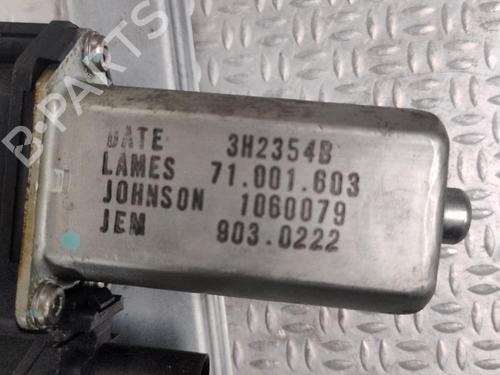 B-PARTS
DATE 3H2354B
LAMES 71.001.603
JOHNSON 1060079
JEM 903.0222